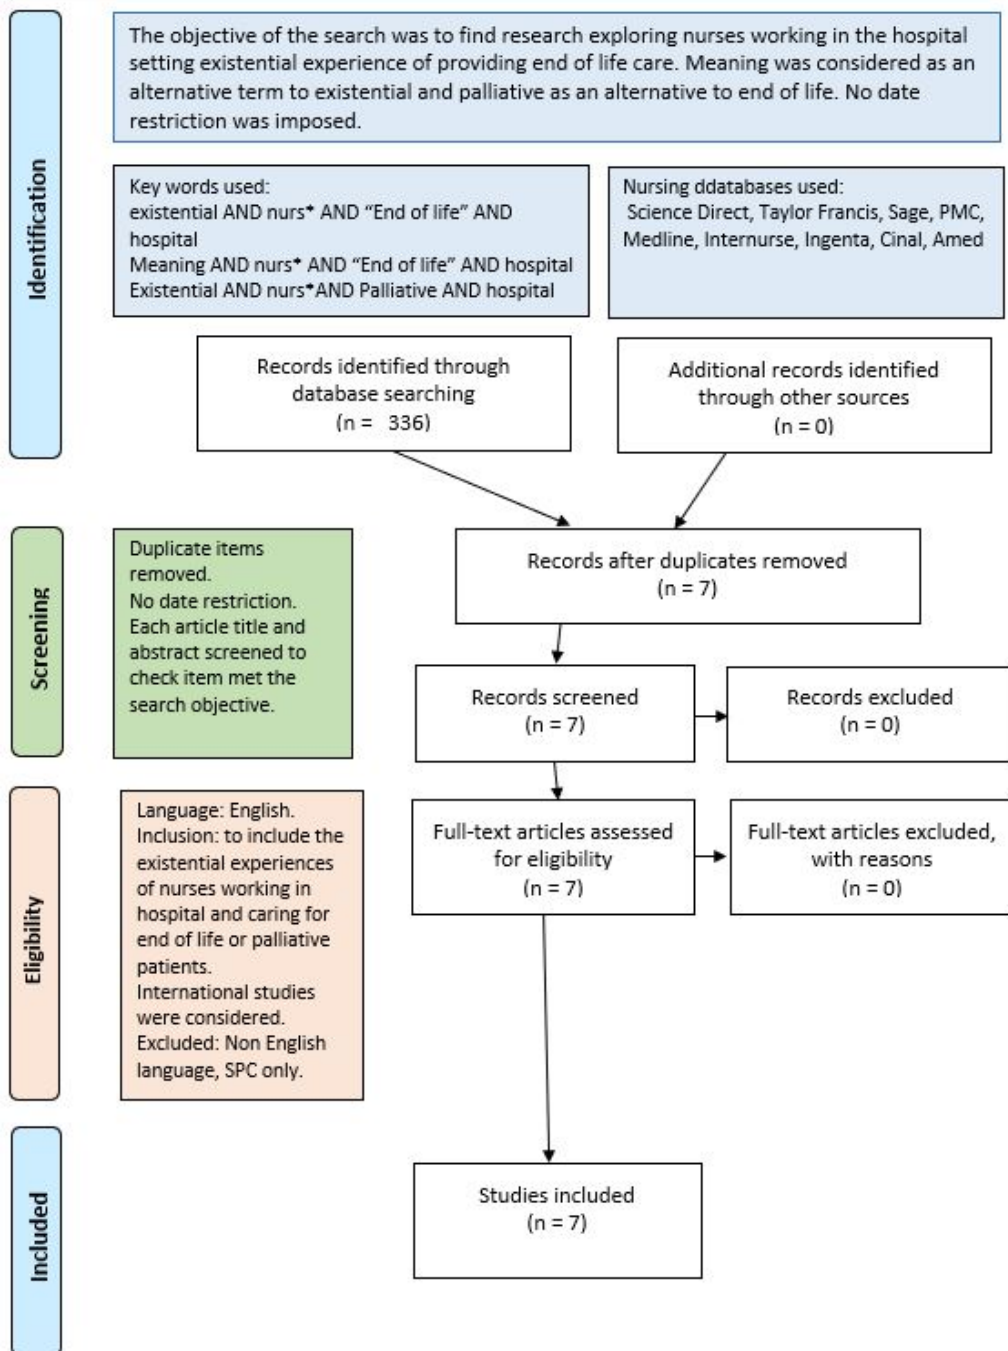 Identification
The objective of the search was to find research exploring nurses working in the hospital
setting existential experience of providing end of life care. Meaning was considered as an
alternative term to existential and palliative as an alternative to end of life. No date
restriction was imposed.
Key words used:
existential AND nurs* AND “End of life” AND
hospital
Meaning AND nurs* AND “End of life” AND hospital
Existential AND nurs*AND Palliative AND hospital
Nursing ddatabases used:
Science Direct, Taylor Francis, Sage, PMC,
Medline, Internurse, Ingenta, Cinal, Amed
Records identified through
database searching
(n = 336)
Additional records identified
through other sources
(n = 0)
Screening
Duplicate items
removed.
No date restriction.
Each article title and
abstract screened to
check item met the
search objective.
Records after duplicates removed
(n = 7)
Records screened
(n = 7)
Records excluded
(n = 0)
Eligibility
Language: English.
Inclusion: to include the
existential experiences
of nurses working in
hospital and caring for
end of life or palliative
patients.
International studies
were considered.
Excluded: Non English
language, SPC only.
Full-text articles assessed
for eligibility
(n = 7)
Full-text articles excluded,
with reasons
(n = 0)
Included
Studies included
(n = 7)